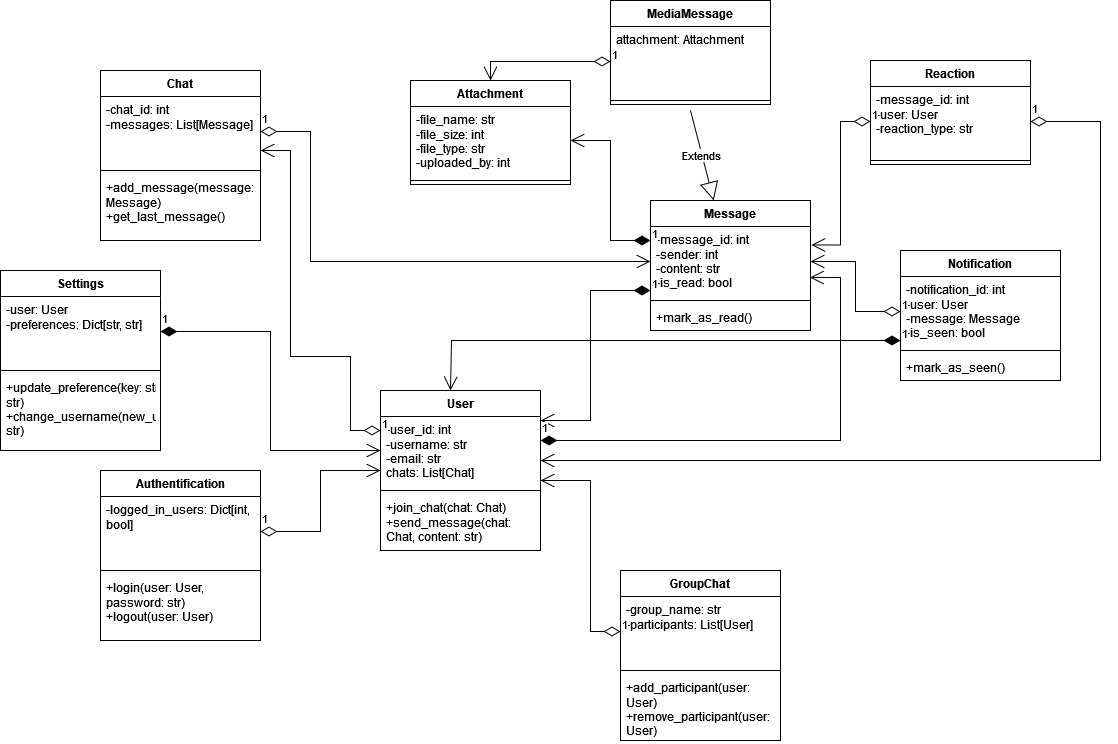 MediaMessage
attachment: Attachment
1
Attachment
-file_name: str
-file_size: int
-file_type: str
-uploaded_by: int
Chat
-chat_id: int
-messages: List[Message]
1
+add_message(message:
Message)
+get_last_message()
Reaction
-message_id: int
1
-user: User
-reaction_type: str
1
Extends
Message
1
-message_id: int
-sender: int
-content: str
1
-is_read: bool
+mark_as_read()
Notification
-notification_id: int
1
-user: User
-message: Message
1
-is_seen: bool
+mark_as_seen()
Settings
-user: User
-preferences: Dict[str, str]
1
+update_preference(key: str
str)
+change_username(new_u
str)
User
1
-user_id: int
-username: str
-email: str
chats: List[Chat]
1
+join_chat(chat: Chat)
+send_message(chat:
Chat, content: str)
Authentification
-logged_in_users: Dict[int,
bool]
1
+login(user: User,
password: str)
+logout(user: User)
GroupChat
-group_name: str
1
-participants: List[User]
+add_participant(user:
User)
+remove_participant(user:
User)